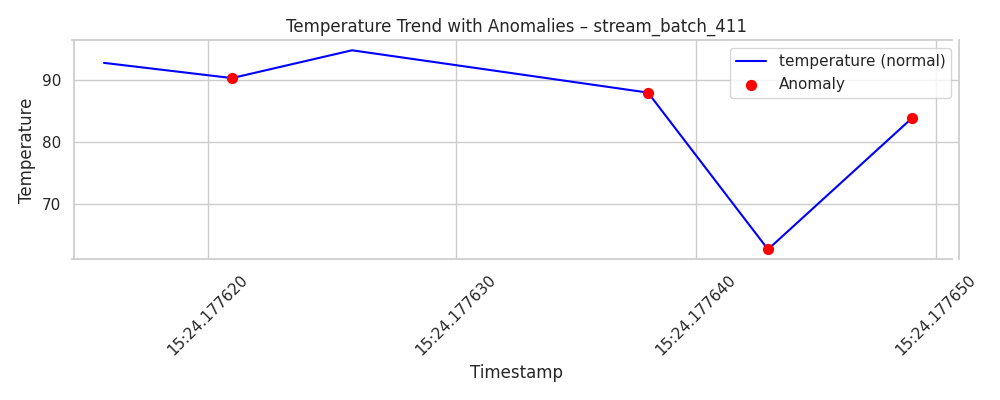 Temperature Trend with Anomalies – stream_batch_411
temperature (normal)
Anomaly
Temperature
90
80
70
15:24.177620
15:24.177630
15:24.177640
15:24.177650
Timestamp